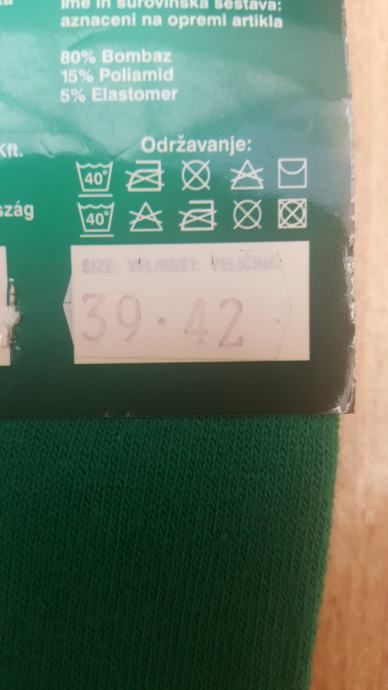 ime in surovinska sestava:
aznaceni na opremi artikla
80% Bombaz
15% Poliamid
5% Elastomer
Kft.
Održavanje:
40°
szág
40°
SIZE: VELIKOST: VELIČINA:
39·42